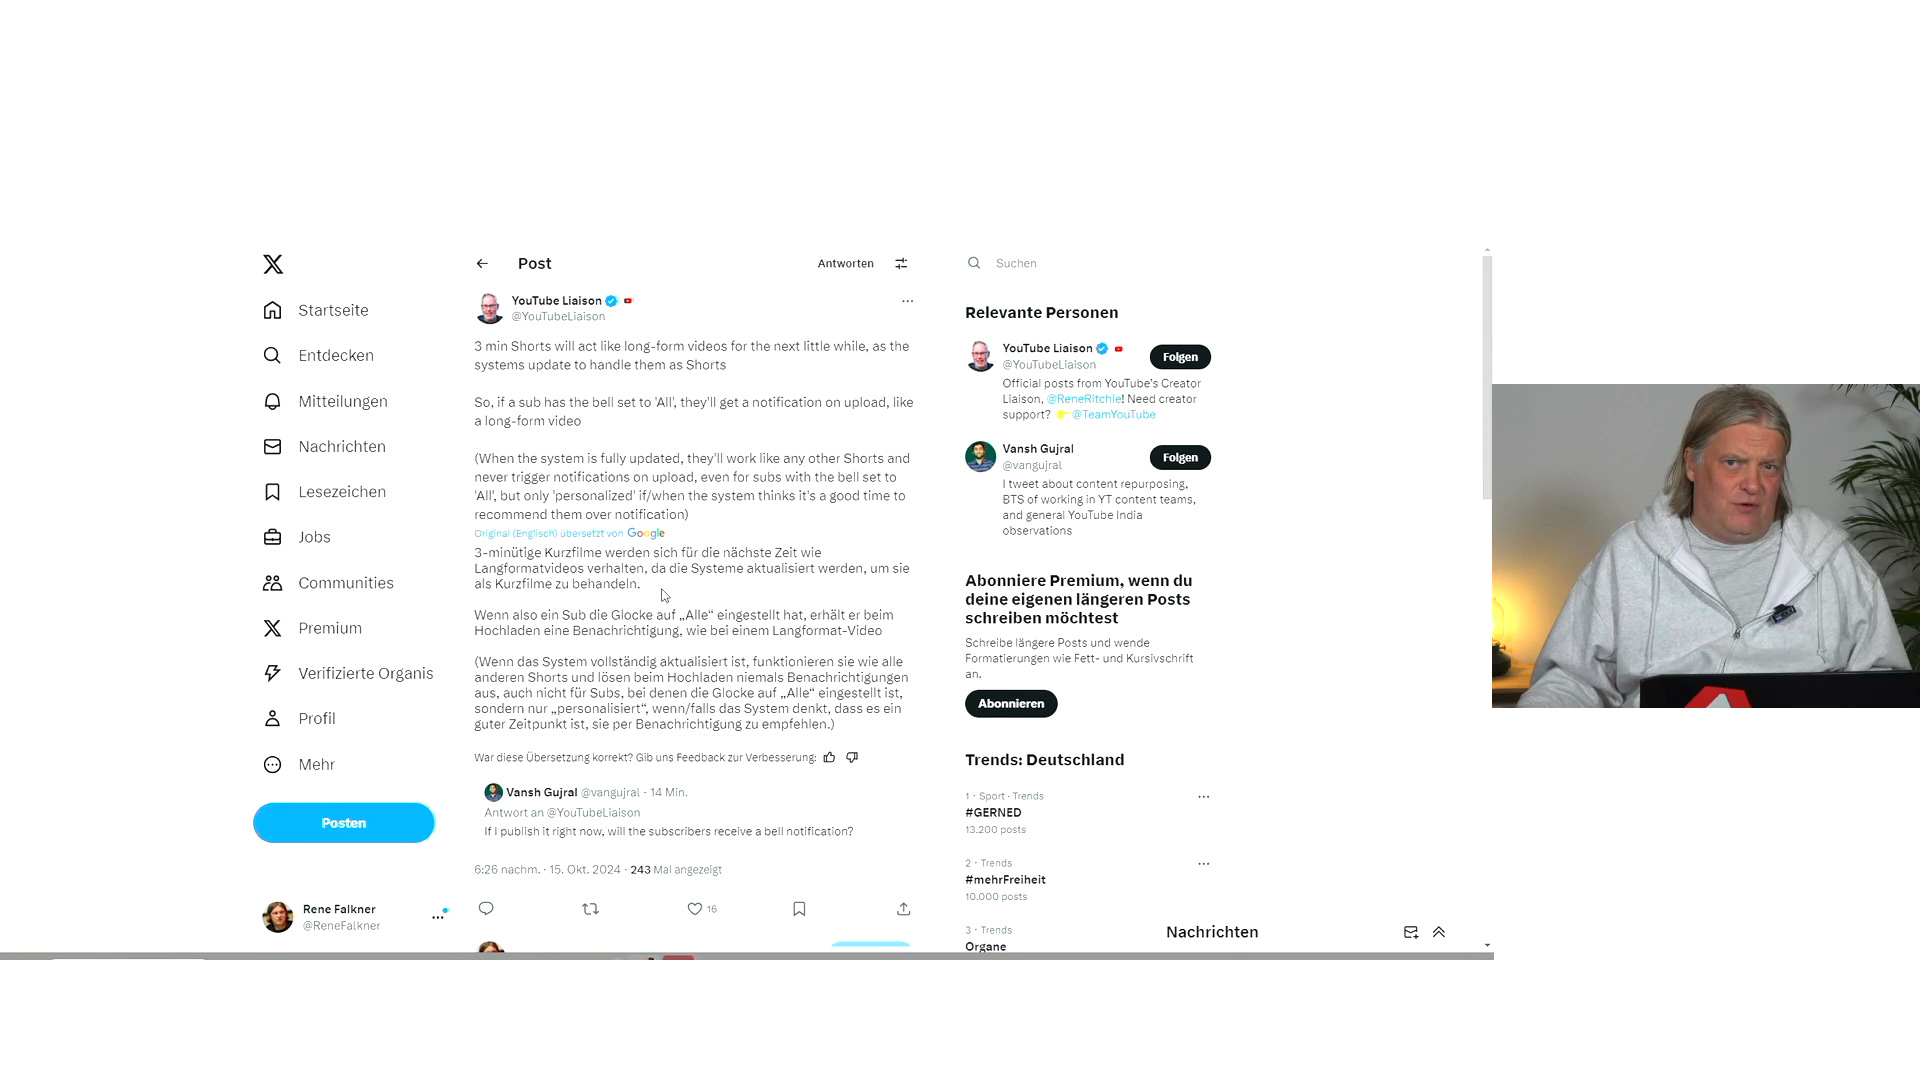 Startseite
Entdecken
Mitteilungen
Nachrichten
Lesezeichen
Jobs
Communities
Premium
Verifizierte Organis
Profil
Mehr
Posten
Rene Falkner
@ReneFalkner
Post
Antworten
YouTube Liaison
@YouTubeLiaison
3 min Shorts will act like long-form videos for the next little while, as the
systems update to handle them as Shorts
So, if a sub has the bell set to 'All', they'll get a notification on upload, like
a long-form video
(When the system is fully updated, they'll work like any other Shorts and
never trigger notifications on upload, even for subs with the bell set to
'All', but only 'personalized' if/when the system thinks it's a good time to
recommend them over notification)
Original (Englisch) übersetzt von Google
3-minütige Kurzfilme werden sich für die nächste Zeit wie
Langformatvideos verhalten, da die Systeme aktualisiert werden, um sie
als Kurzfilme zu behandeln.
Wenn also ein Sub die Glocke auf „Alle“ eingestellt hat, erhält er beim
Hochladen eine Benachrichtigung, wie bei einem Langformat-Video
(Wenn das System vollständig aktualisiert ist, funktionieren sie wie alle
anderen Shorts und lösen beim Hochladen niemals Benachrichtigungen
aus, auch nicht für Subs, bei denen die Glocke auf „Alle“ eingestellt ist,
sondern nur „personalisiert“, wenn/falls das System denkt, dass es ein
guter Zeitpunkt ist, sie per Benachrichtigung zu empfehlen.)
War diese Übersetzung korrekt? Gib uns Feedback zur Verbesserung:
Vansh Gujral @vangujral · 14 Min.
Antwort an @YouTubeLiaison
If I publish it right now, will the subscribers receive a bell notification?
6:26 nachm. · 15. Okt. 2024 · 243 Mal angezeigt
16
Suchen
Relevante Personen
YouTube Liaison
@YouTubeLiaison
Folgen
Official posts from YouTube's Creator
Liaison, @ReneRitchie! Need creator
support? 👉@TeamYouTube
Vansh Gujral
@vangujral
Folgen
I tweet about content repurposing,
BTS of working in YT content teams,
and general YouTube India
observations
Abonniere Premium, wenn du
deine eigenen längeren Posts
schreiben möchtest
Schreibe längere Posts und wende
Formatierungen wie Fett- und Kursivschrift
an.
Abonnieren
Trends: Deutschland
1 · Sport · Trends
#GERNED
13.200 posts
2 · Trends
#mehrFreiheit
10.000 posts
3 · Trends
Organe
Nachrichten